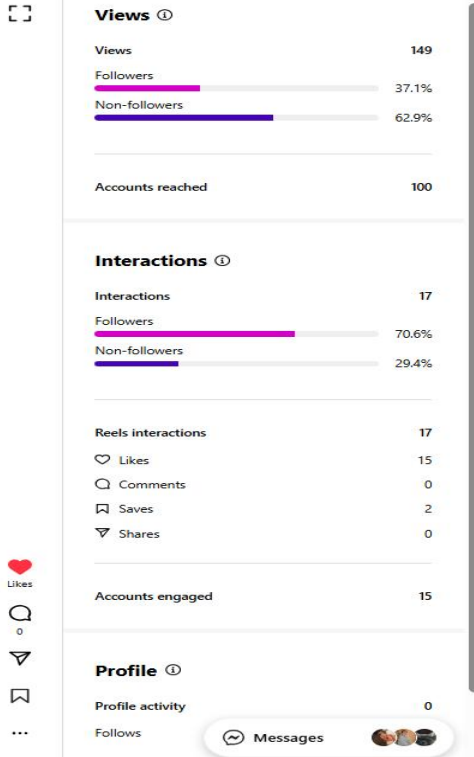 Views
Views 149
Followers
37.1%
Non-followers
62.9%
Accounts reached 100
Interactions
Interactions 17
Followers
70.6%
Non-followers
29.4%
Reels interactions 17
Likes 15
Comments 0
Saves 2
Shares 0
Likes
0
Accounts engaged 15
Profile
Profile activity 0
Follows
Messages